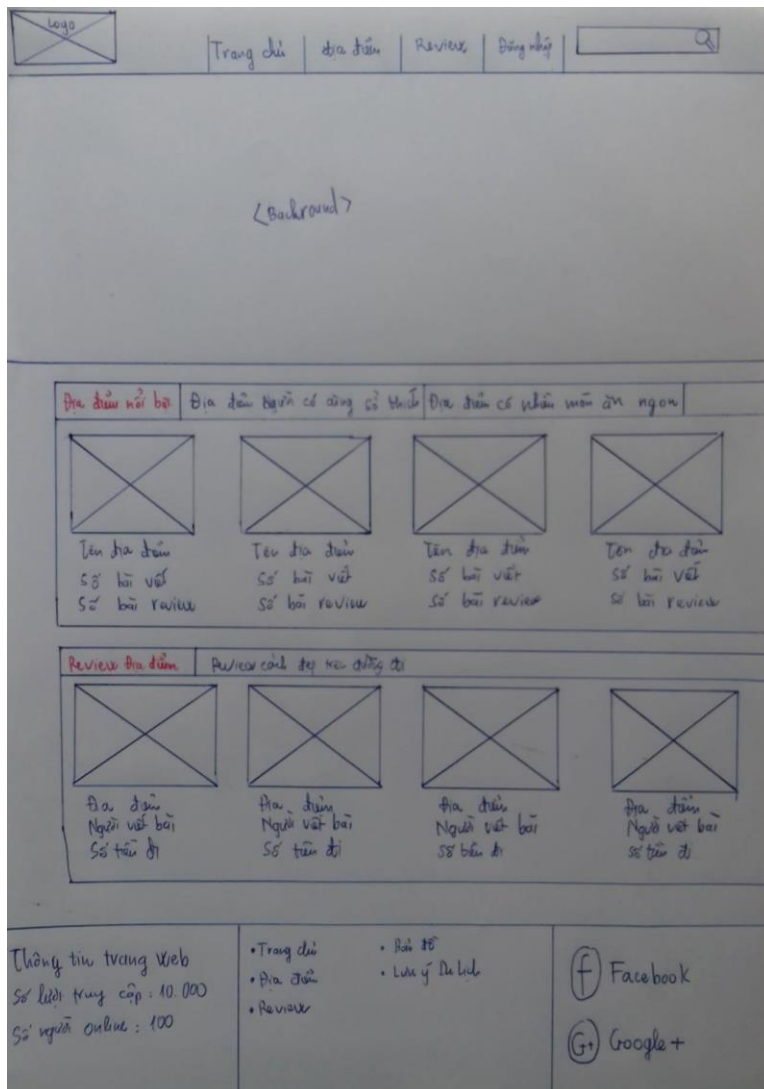 Logo
Trang chủ
địa điểm
Review
Đăng nhập
<Backround>
Địa điểm nổi bật
Địa điểm Người có cùng sở thích
Địa điểm có nhiều món ăn ngon
Tên địa điểm
Số bài viết
Số bài review
Tên địa điểm
Số bài viết
Số bài review
Tên địa điểm
Số bài viết
Số bài review
Tên địa điểm
Số bài viết
Số bài review
Review Địa điểm
Review cảnh đẹp trên đường đi
Địa điểm
Người viết bài
Số tiền đi
Địa điểm
Người viết bài
Số tiền đi
Địa điểm
Người viết bài
Số tiền đi
Địa điểm
Người viết bài
Số tiền đi
Thông tin trang Web
Số lượt truy cập : 10.000
Số người online : 100
• Trang chủ
• Địa điểm
• Review
• Bản đồ
• Lưu ý Du lịch
f Facebook
G+ Google +